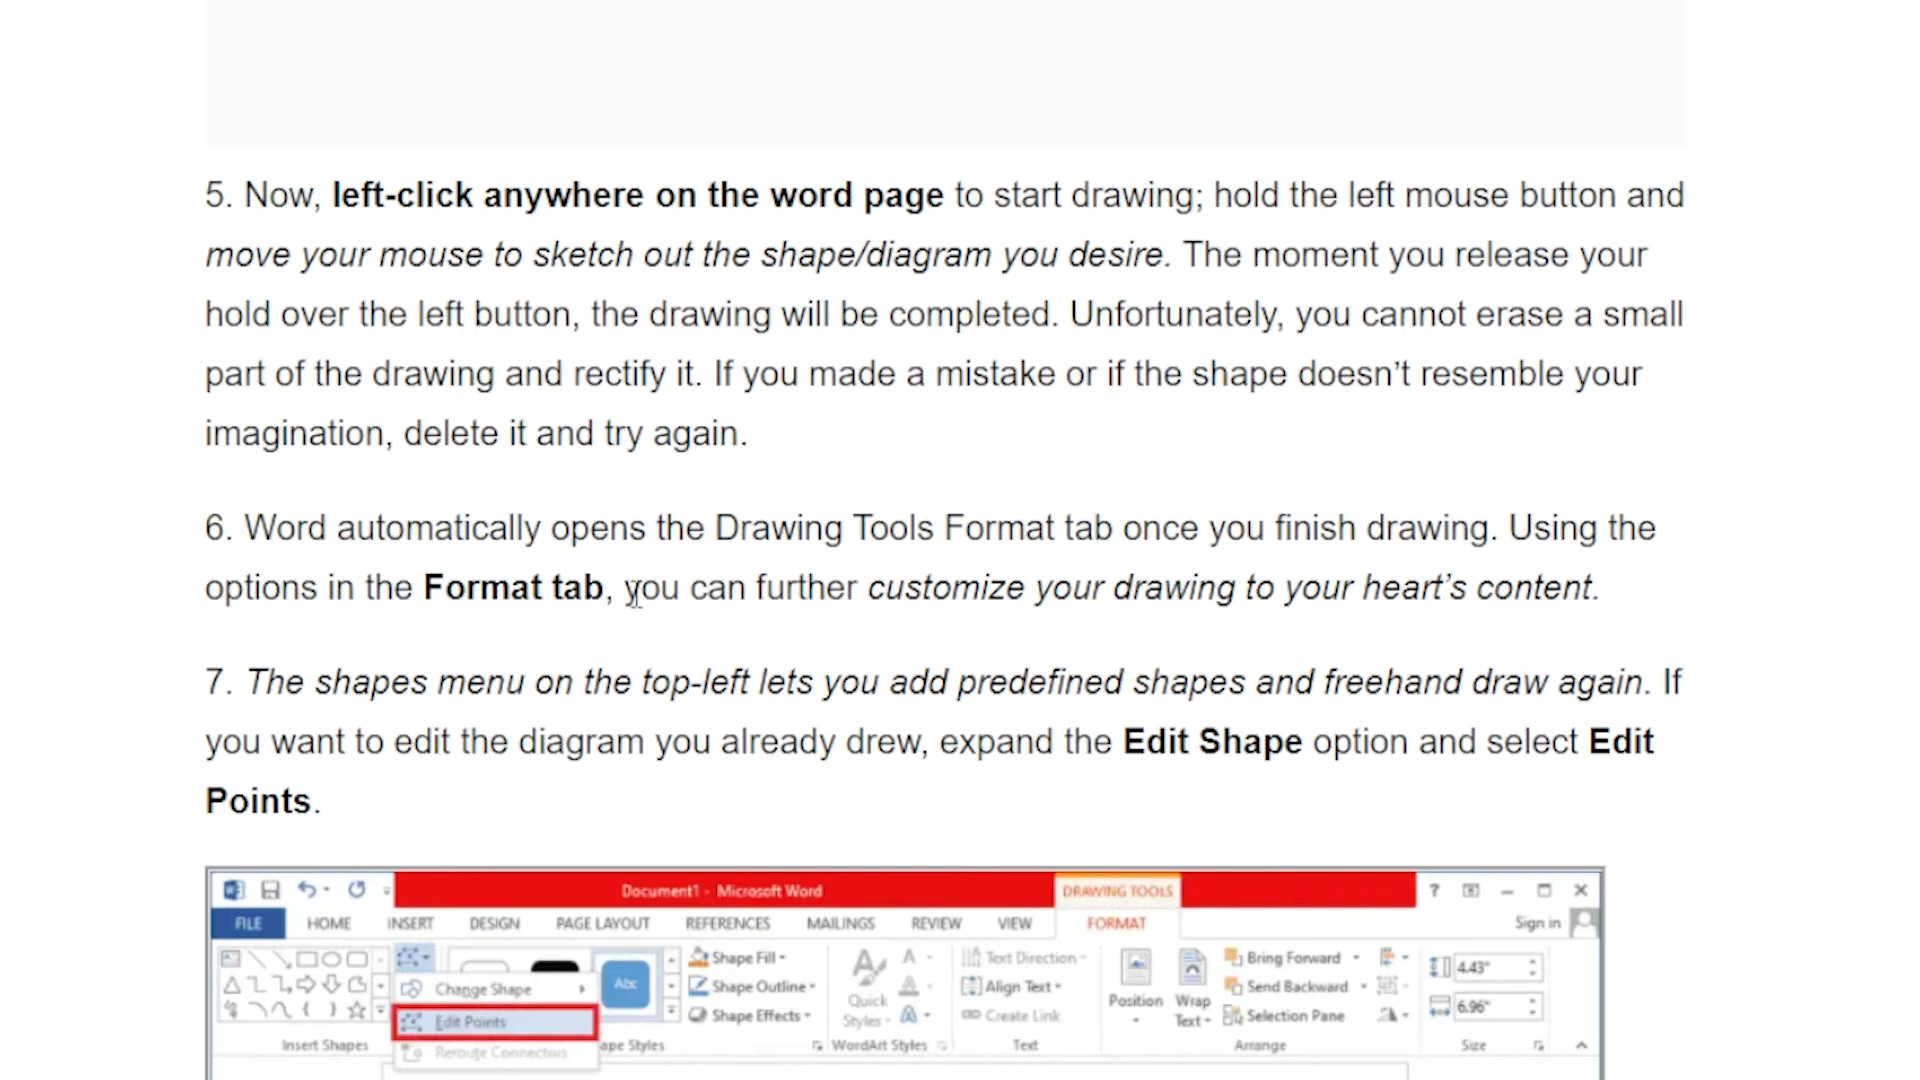 5. Now, left-click anywhere on the word page to start drawing; hold the left mouse button and
move your mouse to sketch out the shape/diagram you desire. The moment you release your
hold over the left button, the drawing will be completed. Unfortunately, you cannot erase a small
part of the drawing and rectify it. If you made a mistake or if the shape doesn’t resemble your
imagination, delete it and try again.
6. Word automatically opens the Drawing Tools Format tab once you finish drawing. Using the
options in the Format tab, you can further customize your drawing to your heart’s content.
7. The shapes menu on the top-left lets you add predefined shapes and freehand draw again. If
you want to edit the diagram you already drew, expand the Edit Shape option and select Edit
Points.
Document1 - Microsoft Word DRAWING TOOLS ?
FILE HOME INSERT DESIGN PAGE LAYOUT REFERENCES MAILINGS REVIEW VIEW FORMAT Sign in
Shape Fill Text Direction Bring Forward 4.43"
Change Shape Abc Shape Outline Align Text Send Backward
Quick Position Wrap
Edit Points Shape Effects Styles Create Link Text Selection Pane 6.96"
Insert Shapes ape Styles WordArt Styles Text Arrange Size
Reroute Connectors